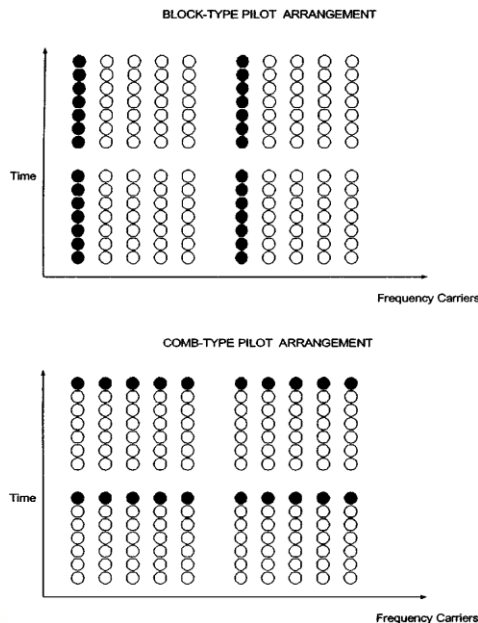 BLOCK-TYPE PILOT ARRANGEMENT
Time
Frequency Carriers
COMB-TYPE PILOT ARRANGEMENT
Time
Frequency Carriers